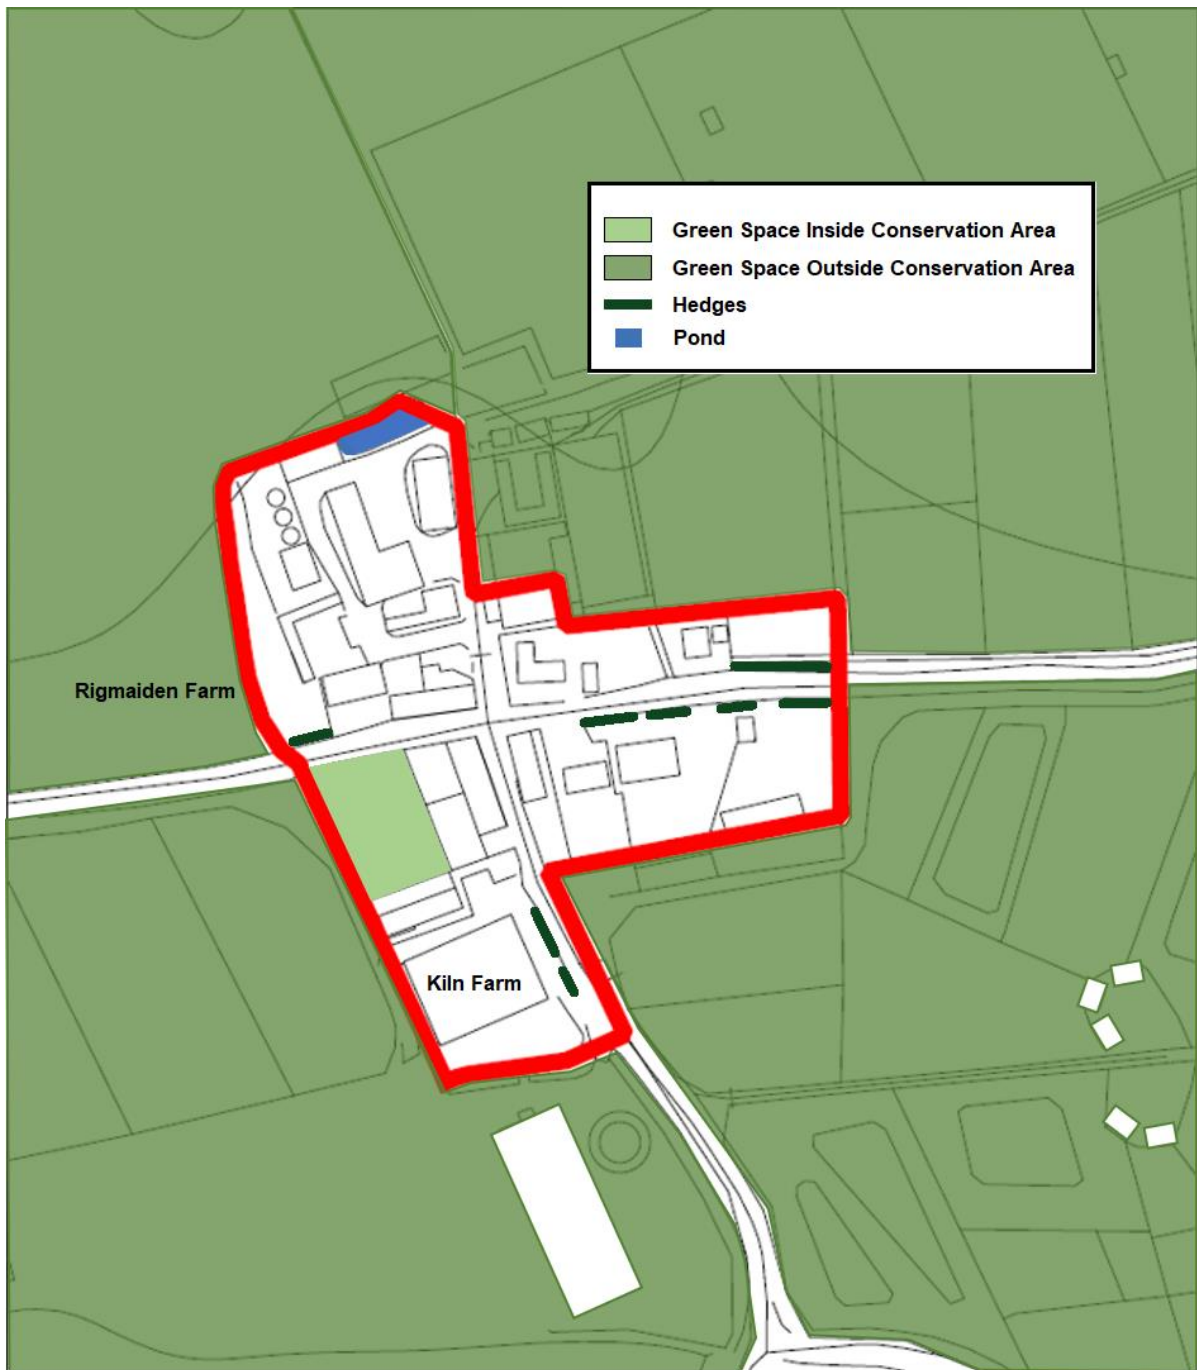 Green Space Inside Conservation Area
Green Space Outside Conservation Area
Hedges
Pond
Rigmaiden Farm
Kiln Farm